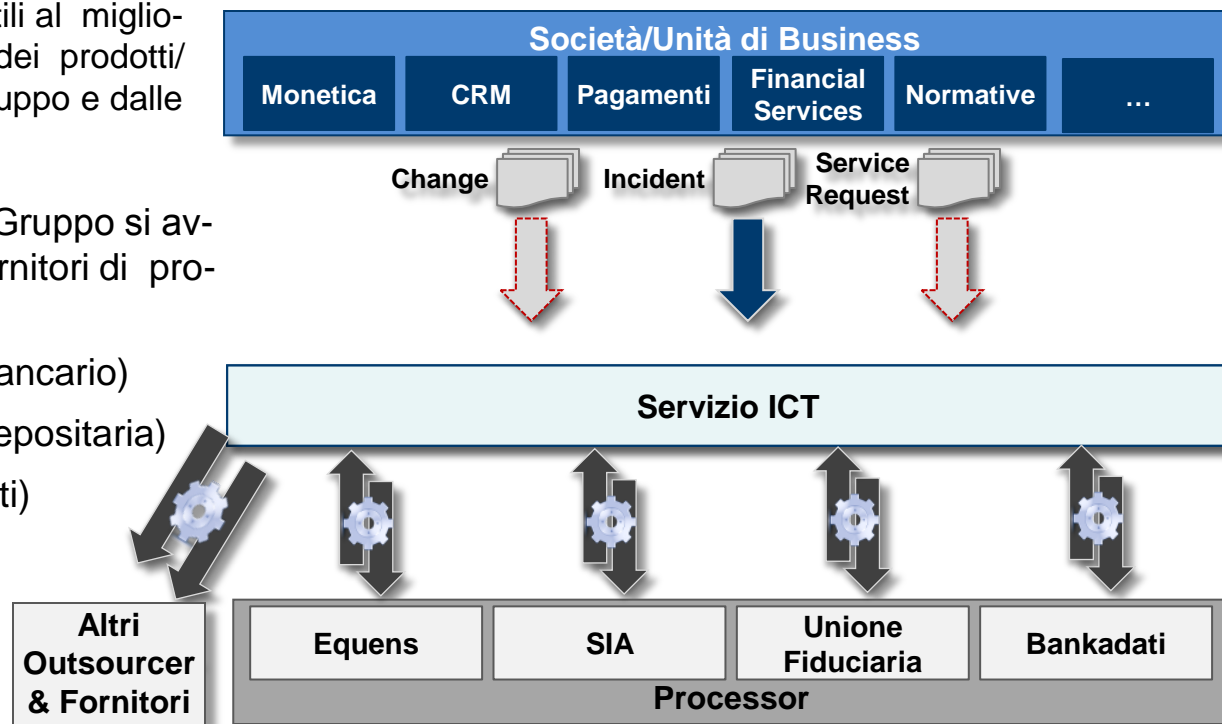 tili al miglio-
dei prodotti/
uppo e dalle
Gruppo si av-
rnitori di pro-
ancario)
epositaria)
ti)
Società/Unità di Business
Monetica
CRM
Pagamenti
Financial
Services
Normative
…
Change
Incident
Service
Request
Servizio ICT
Altri
Outsourcer
& Fornitori
Equens
SIA
Unione
Fiduciaria
Bankadati
Processor